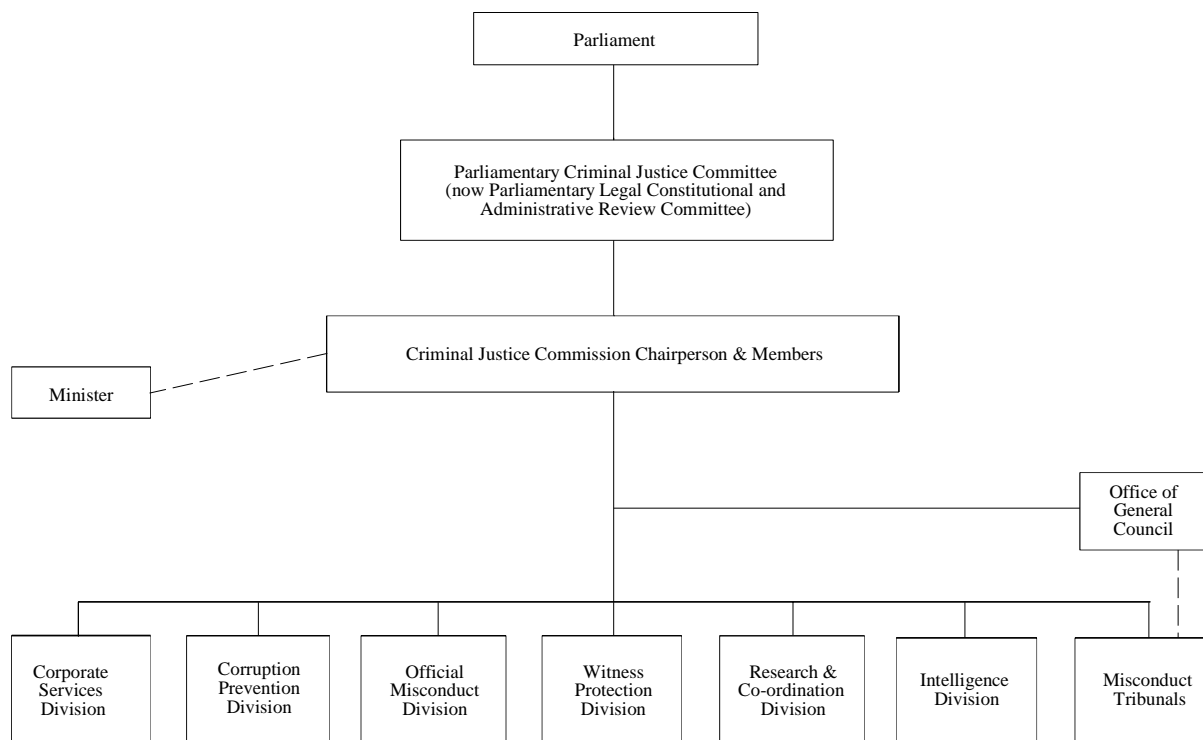 Parliament
Parliamentary Criminal Justice Committee
(now Parliamentary Legal Constitutional and
Administrative Review Committee)
Criminal Justice Commission Chairperson & Members
Minister
Office of
General
Council
Corporate
Services
Division
Corruption
Prevention
Division
Official
Misconduct
Division
Witness
Protection
Division
Research &
Co-ordination
Division
Intelligence
Division
Misconduct
Tribunals